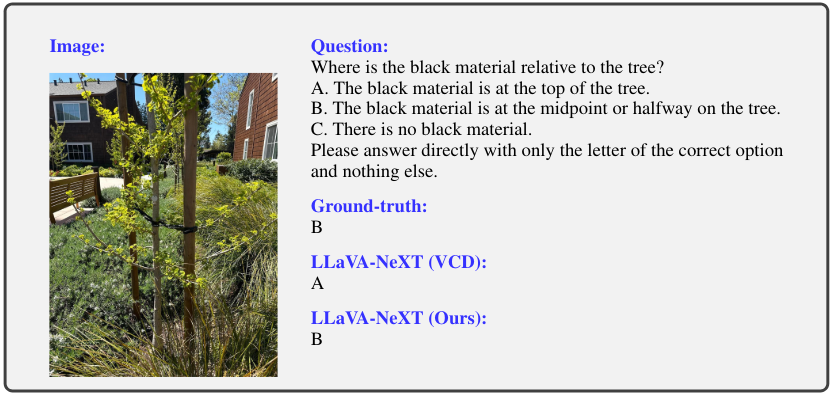 Image:
Question:
Where is the black material relative to the tree?
A. The black material is at the top of the tree.
B. The black material is at the midpoint or halfway on the tree.
C. There is no black material.
Please answer directly with only the letter of the correct option
and nothing else.
Ground-truth:
B
LLaVA-NeXT (VCD):
A
LLaVA-NeXT (Ours):
B